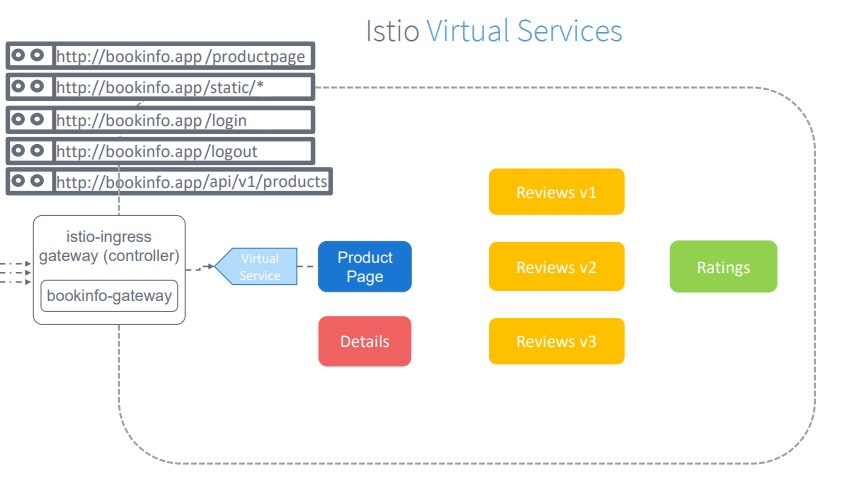 Istio Virtual Services
http://bookinfo.app/productpage
http://bookinfo.app/static/*
http://bookinfo.app/login
http://bookinfo.app/logout
http://bookinfo.app/api/v1/products
istio-ingress
gateway (controller)
bookinfo-gateway
Virtual
Service
Product
Page
Details
Reviews v1
Reviews v2
Reviews v3
Ratings